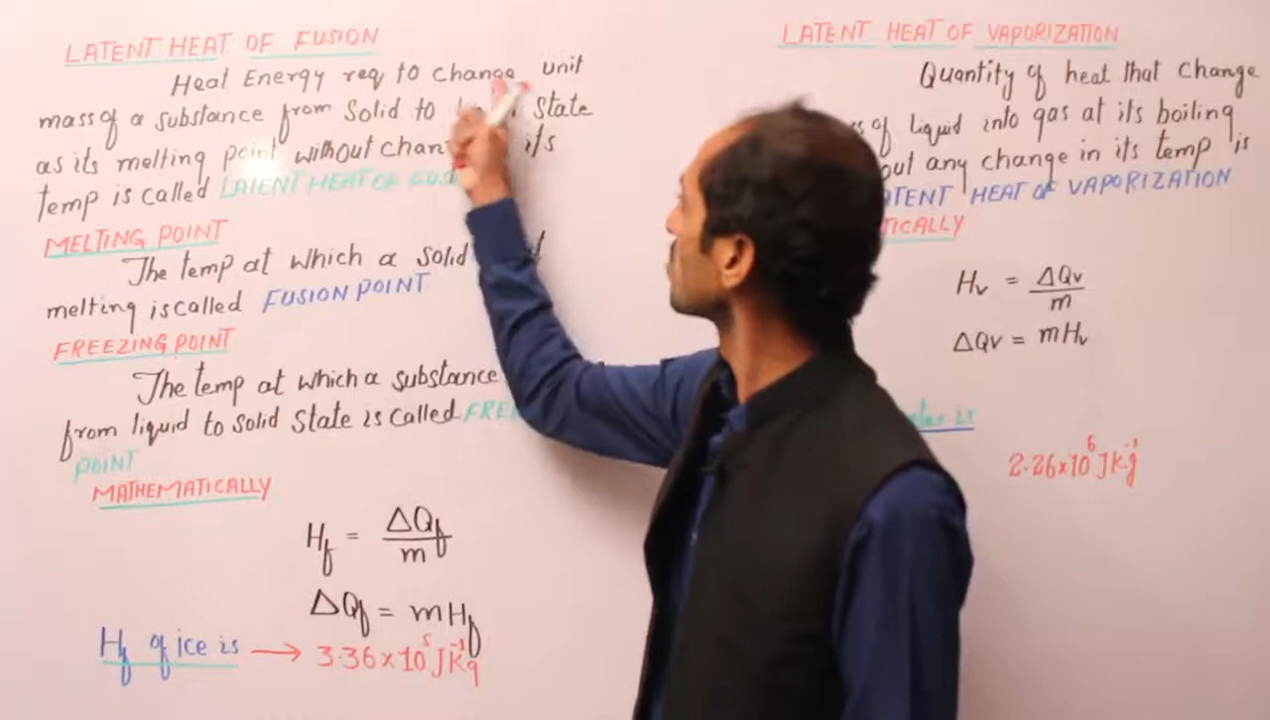 LATENT HEAT OF FUSION
Heat Energy req to change unit
mass of a substance from Solid to State
as its melting point without its
temp is called LATENT HEAT OF
MELTING POINT
The temp at which a solid
melting is called FUSION POINT
FREEZING POINT
The temp at which a substance
from liquid to solid State is called
POINT
MATHEMATICALLY
Hf = ΔQf / m
ΔQf = mHf
Hf of ice is → 3.36×10⁵ JKg⁻¹
LATENT HEAT OF VAPORIZATION
Quantity of heat that change
of liquid into gas at its boiling
any change in its temp is
HEAT OF VAPORIZATION
Hv = ΔQv / m
ΔQv = mHv
is
2.26×10⁶ JKg⁻¹